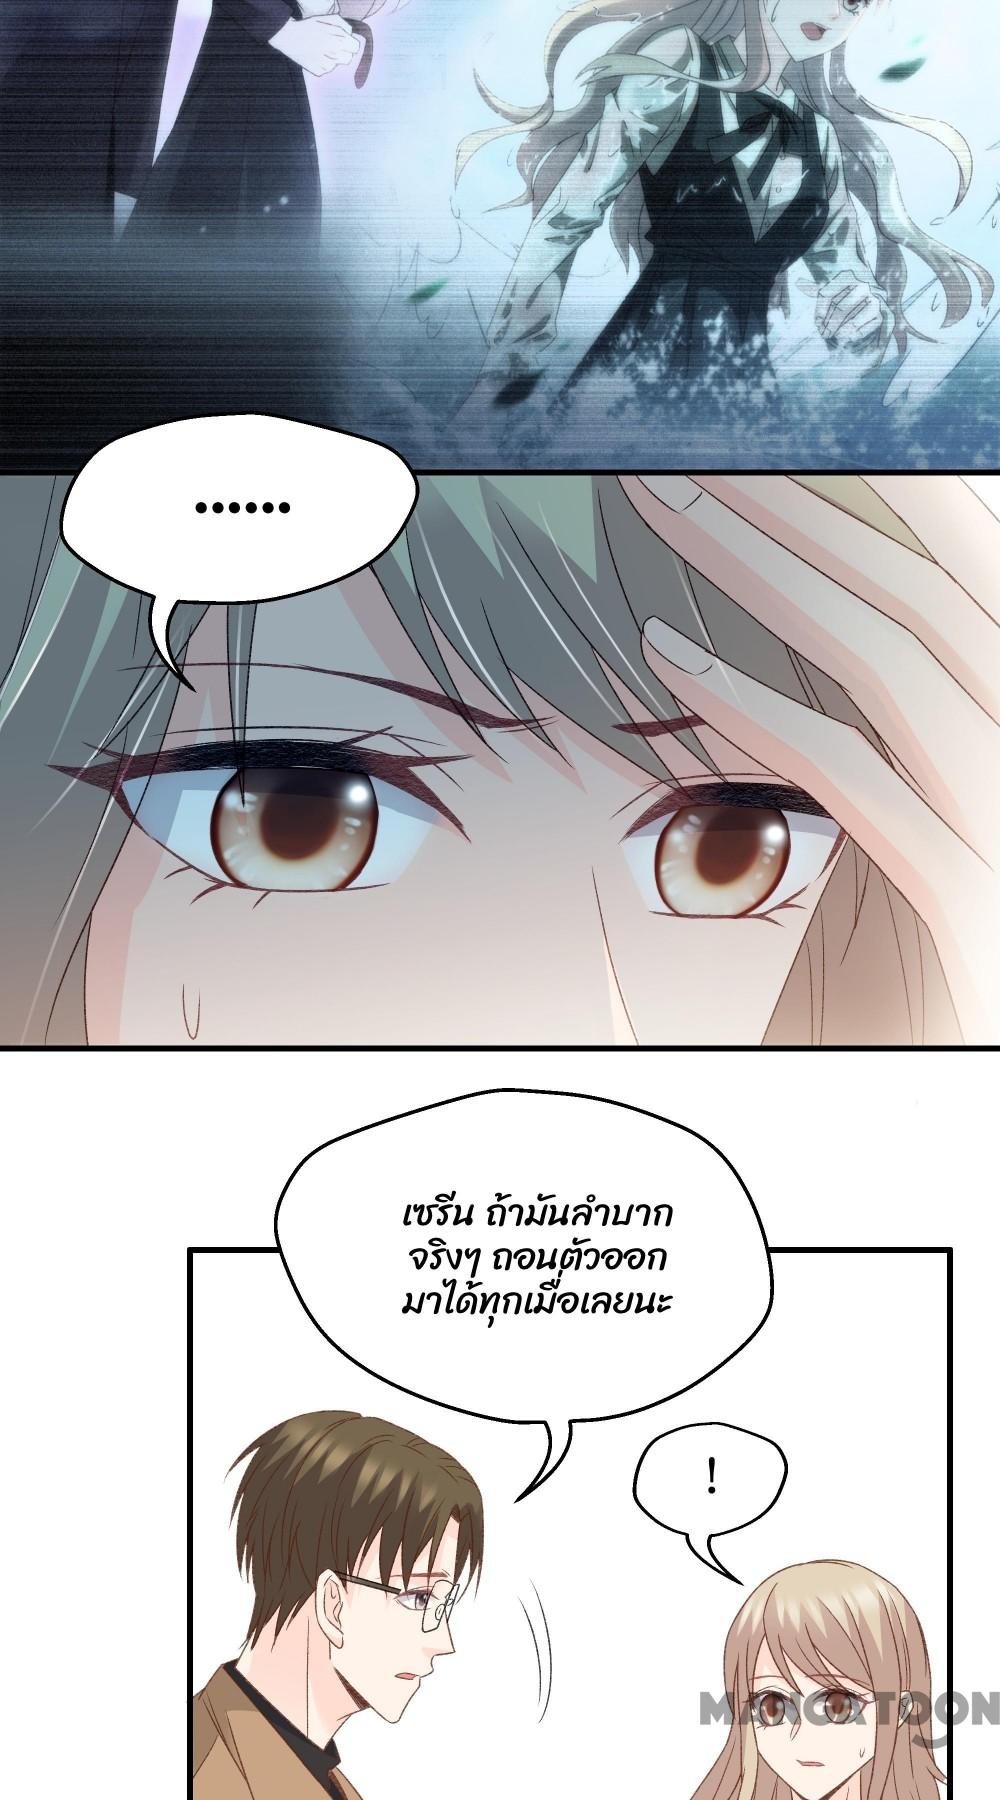 ••••••
เซรีน ถ้ามันลำบาก
จริงๆ ถอนตัวออก
มาได้ทุกเมื่อเลยนะ
!
MANGATOON